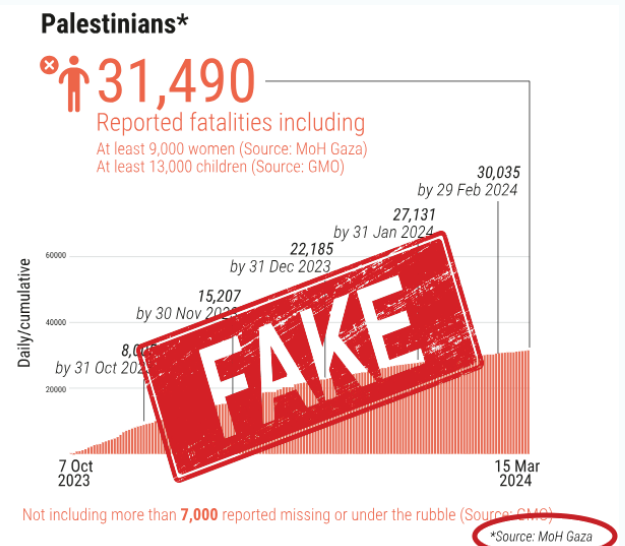 Palestinians*
31,490
Reported fatalities including
At least 9,000 women (Source: MoH Gaza)
At least 13,000 children (Source: GMO)
30,035
by 29 Feb 2024
27,131
by 31 Jan 2024
22,185
by 31 Dec 2023
15,207
by 30 Nov 2023
by 31 Oct 2023
FAKE
Daily/cumulative
60000
40000
20000
7 Oct
2023
15 Mar
2024
Not including more than 7,000 reported missing or under the rubble (Source: GMO)
*Source: MoH Gaza